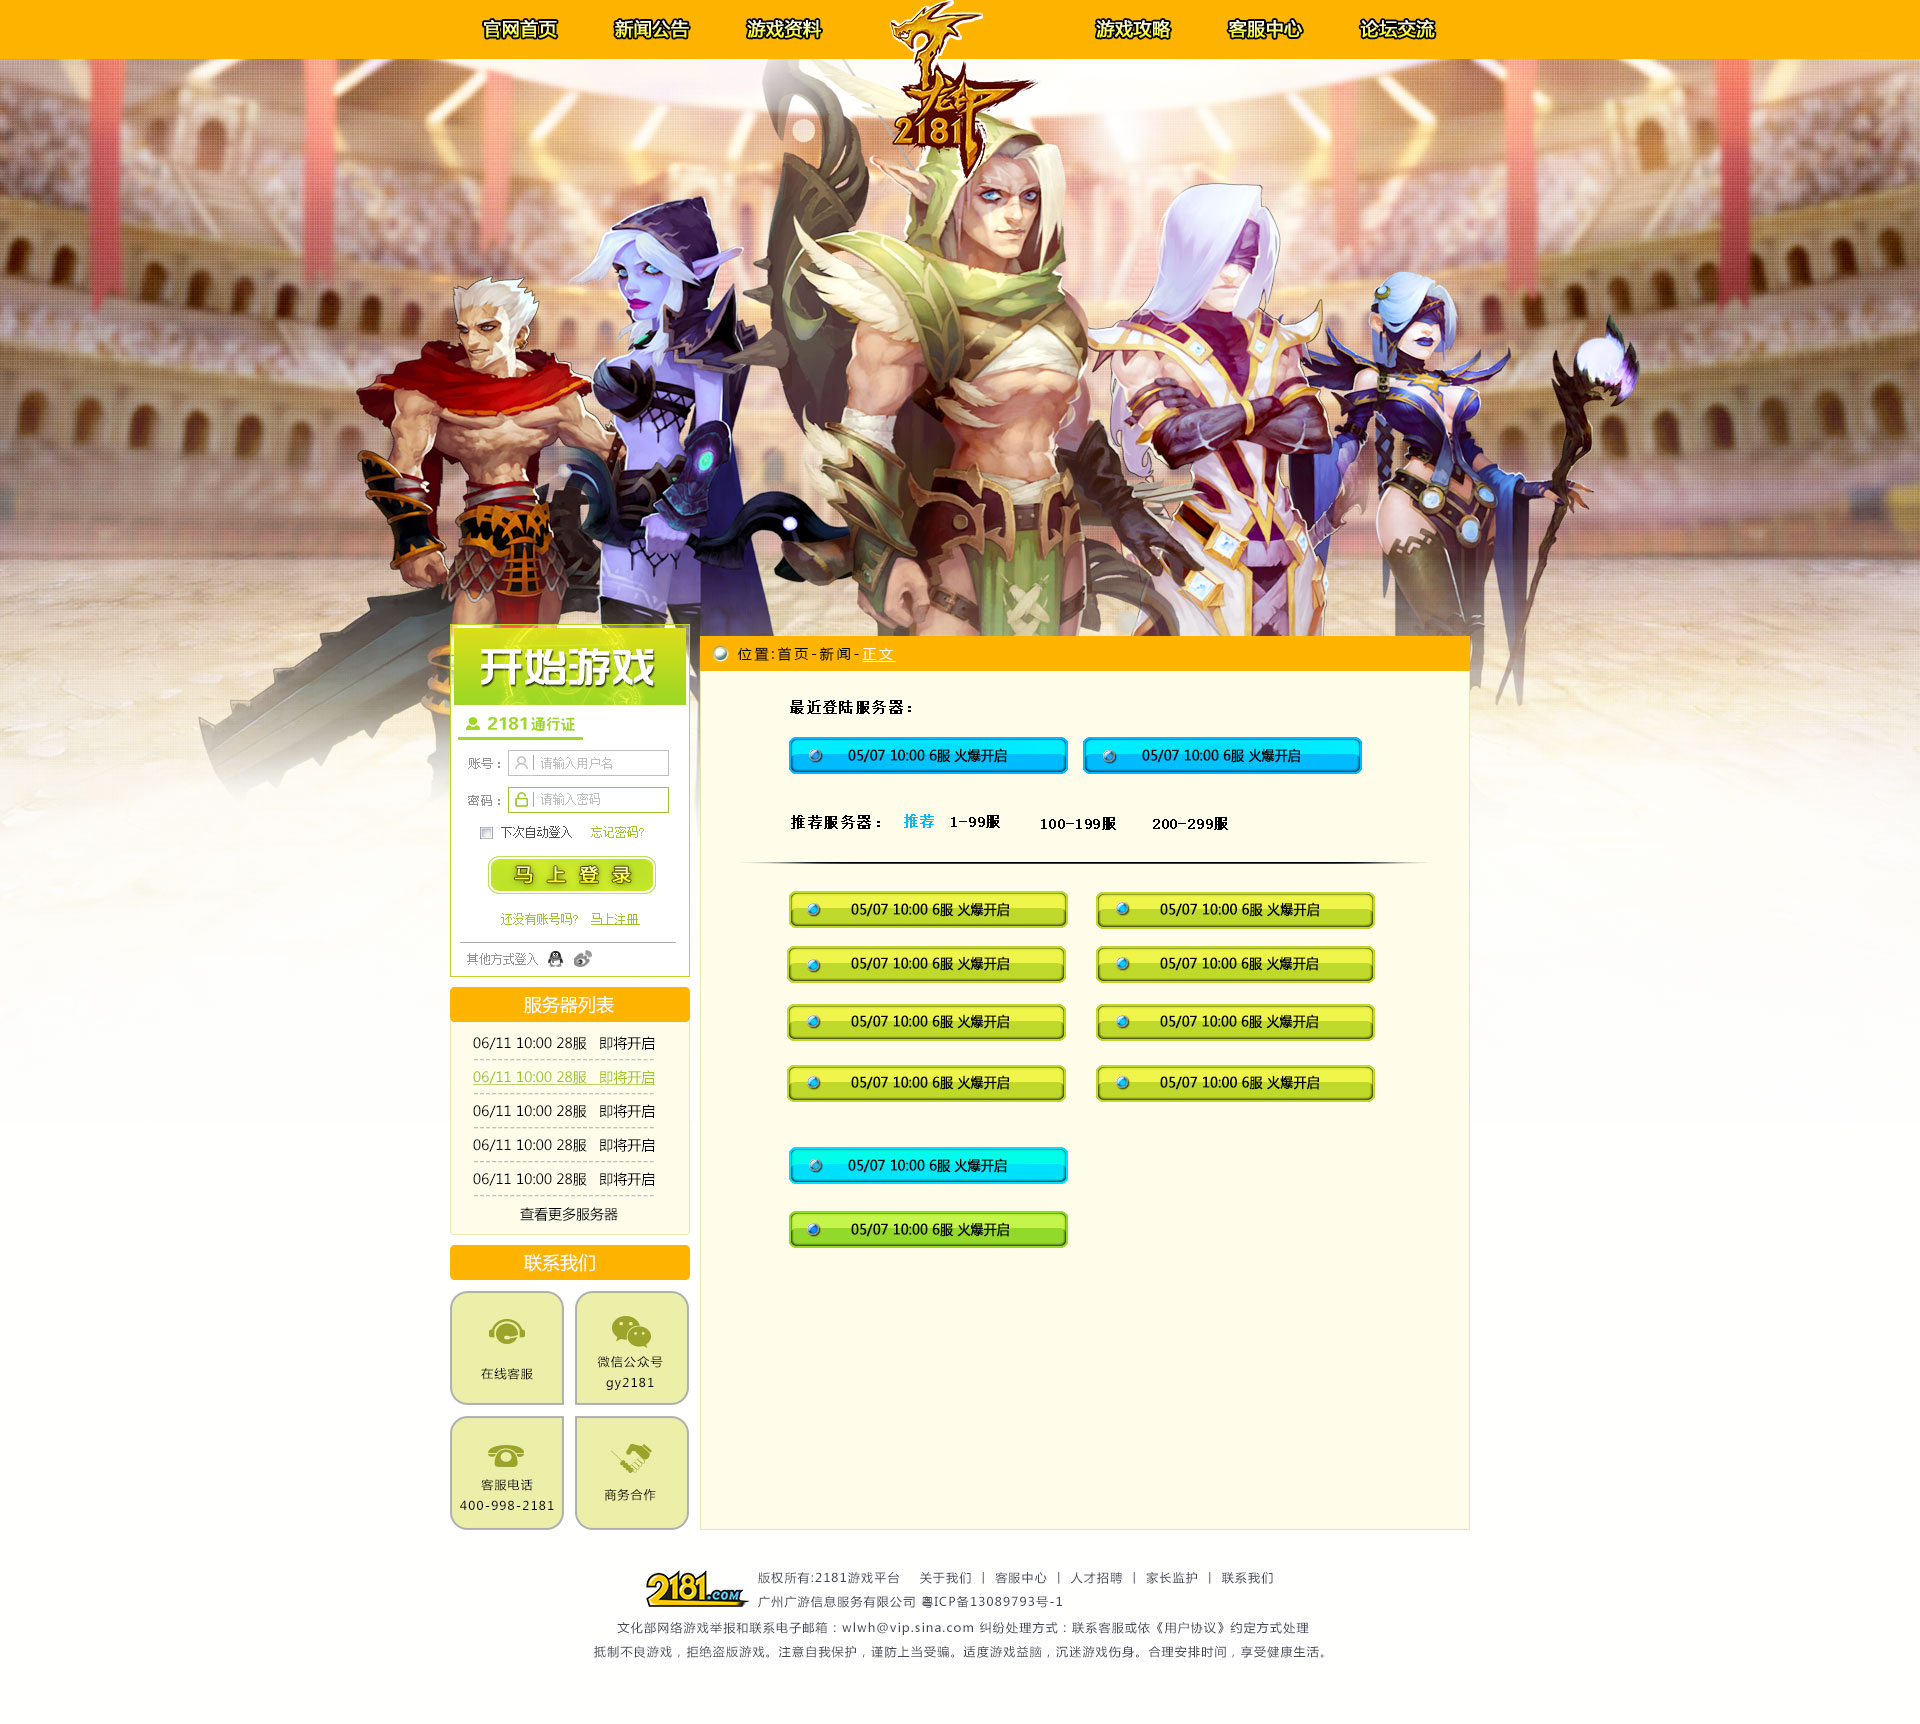 官网首页 新闻公告 游戏资料 游戏攻略 客服中心 论坛交流
2181
开始游戏
2181通行证
账号： 请输入用户名
密码： 请输入密码
下次自动登入 忘记密码?
马上登录
还没有账号吗? 马上注册
其他方式登入
服务器列表
06/11 10:00 28服 即将开启
06/11 10:00 28服 即将开启
06/11 10:00 28服 即将开启
06/11 10:00 28服 即将开启
06/11 10:00 28服 即将开启
查看更多服务器
联系我们
在线客服
微信公众号
gy2181
客服电话
400-998-2181
商务合作
位置:首页-新闻-正文
最近登陆服务器：
05/07 10:00 6服 火爆开启 05/07 10:00 6服 火爆开启
推荐服务器： 推荐 1-99服 100-199服 200-299服
05/07 10:00 6服 火爆开启 05/07 10:00 6服 火爆开启
05/07 10:00 6服 火爆开启 05/07 10:00 6服 火爆开启
05/07 10:00 6服 火爆开启 05/07 10:00 6服 火爆开启
05/07 10:00 6服 火爆开启 05/07 10:00 6服 火爆开启
05/07 10:00 6服 火爆开启
05/07 10:00 6服 火爆开启
2181.COM
版权所有:2181游戏平台 关于我们 | 客服中心 | 人才招聘 | 家长监护 | 联系我们
广州广游信息服务有限公司 粤ICP备13089793号-1
文化部网络游戏举报和联系电子邮箱：wlwh@vip.sina.com 纠纷处理方式：联系客服或依《用户协议》约定方式处理
抵制不良游戏，拒绝盗版游戏。注意自我保护，谨防上当受骗。适度游戏益脑，沉迷游戏伤身。合理安排时间，享受健康生活。